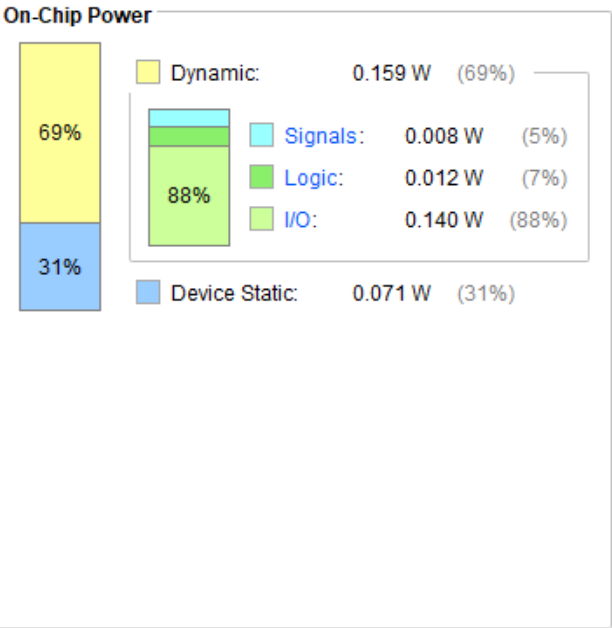 On-Chip Power
Dynamic: 0.159 W (69%)
69%
Signals: 0.008 W (5%)
Logic: 0.012 W (7%)
88%
I/O: 0.140 W (88%)
31%
Device Static: 0.071 W (31%)